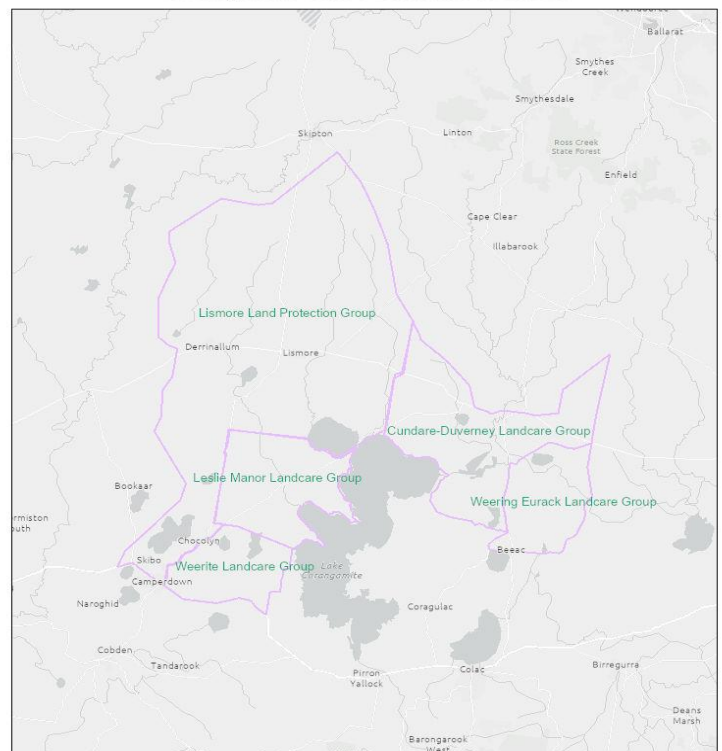 Ballarat
Smythes
Creek
Smythesdale
Skipton
Linton
Ross Creek
State Forest
Enfield
Cape Clear
Illabarook
Lismore Land Protection Group
Derrinallum
Lismore
Cundare-Duverney Landcare Group
Leslie Manor Landcare Group
Bookaar
Weering Eurack Landcare Group
Chocolyn
Beeac
Skibo
Weerite Landcare Group
Lake
Corangamite
Camperdown
Naroghid
Coragulac
Cobden
Tandarook
Pirron
Yallock
Colac
Birregurra
Deans
Marsh
Barongarook